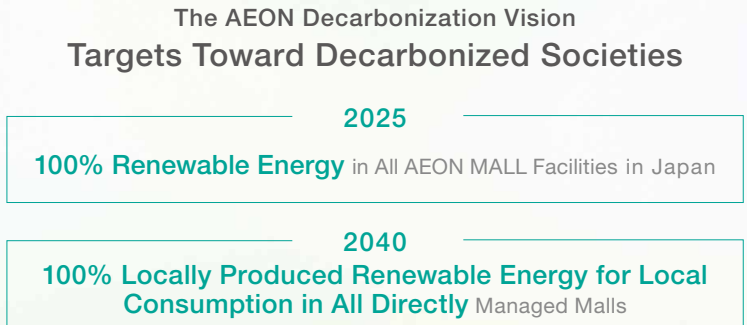 The AEON Decarbonization Vision
Targets Toward Decarbonized Societies
2025
100% Renewable Energy in All AEON MALL Facilities in Japan
2040
100% Locally Produced Renewable Energy for Local
Consumption in All Directly Managed Malls